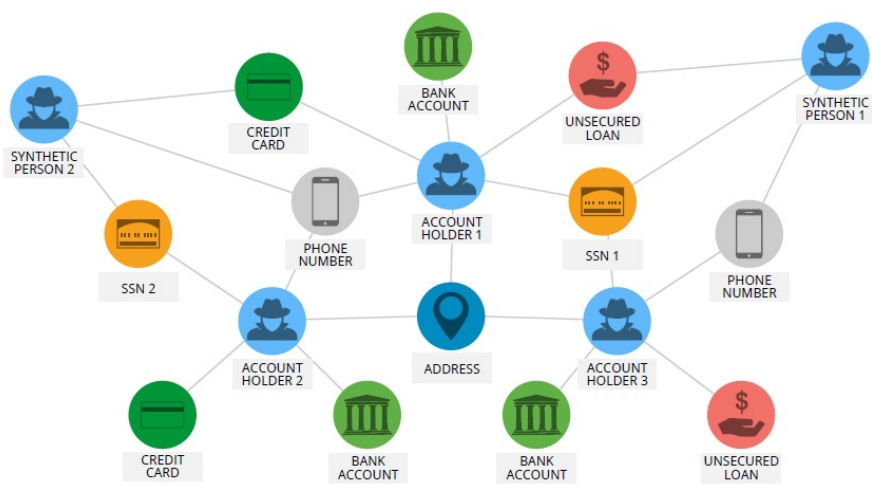 BANK
ACCOUNT
$
UNSECURED
LOAN
SYNTHETIC
PERSON 1
CREDIT
CARD
SYNTHETIC
PERSON 2
ACCOUNT
HOLDER 1
PHONE
NUMBER
SSN 1
PHONE
NUMBER
SSN 2
ACCOUNT
HOLDER 2
ADDRESS
ACCOUNT
HOLDER 3
CREDIT
CARD
BANK
ACCOUNT
BANK
ACCOUNT
$
UNSECURED
LOAN